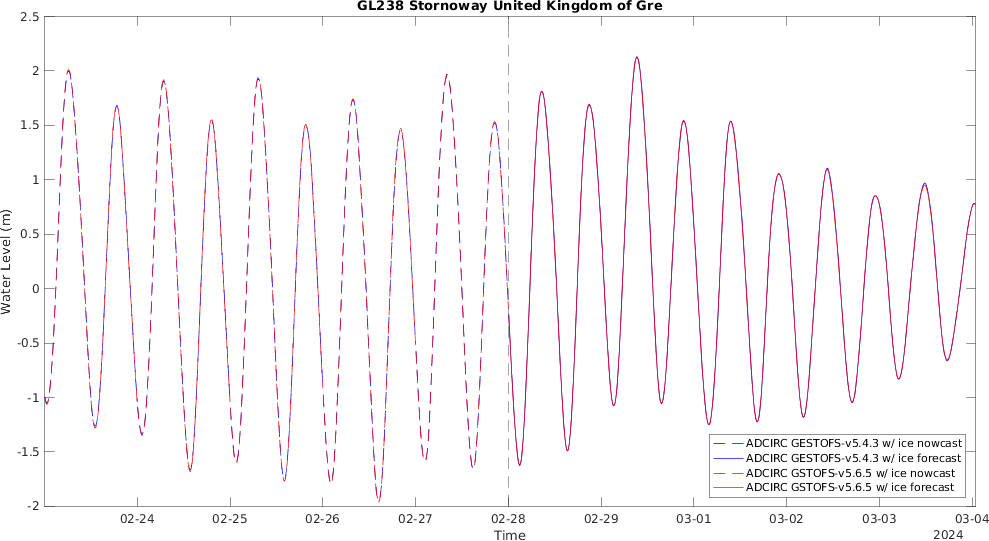 GL238 Stornoway United Kingdom of Gre
2.5
2
1.5
1
0.5
0
-0.5
-1
-1.5
-2
Water Level (m)
ADCIRC GESTOFS-v5.4.3 w/ ice nowcast
ADCIRC GESTOFS-v5.4.3 w/ ice forecast
ADCIRC GSTOFS-v5.6.5 w/ ice nowcast
ADCIRC GSTOFS-v5.6.5 w/ ice forecast
02-24 02-25 02-26 02-27 02-28 02-29 03-01 03-02 03-03 03-04
Time
2024